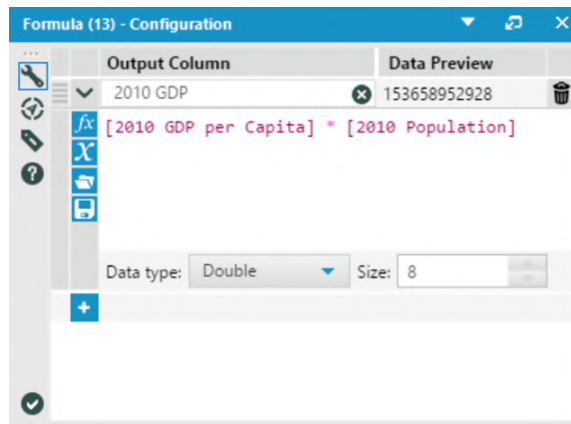 Formula (13) - Configuration
Output Column Data Preview
2010 GDP 153658952928
fx [2010 GDP per Capita] * [2010 Population]
X
Data type: Double Size: 8